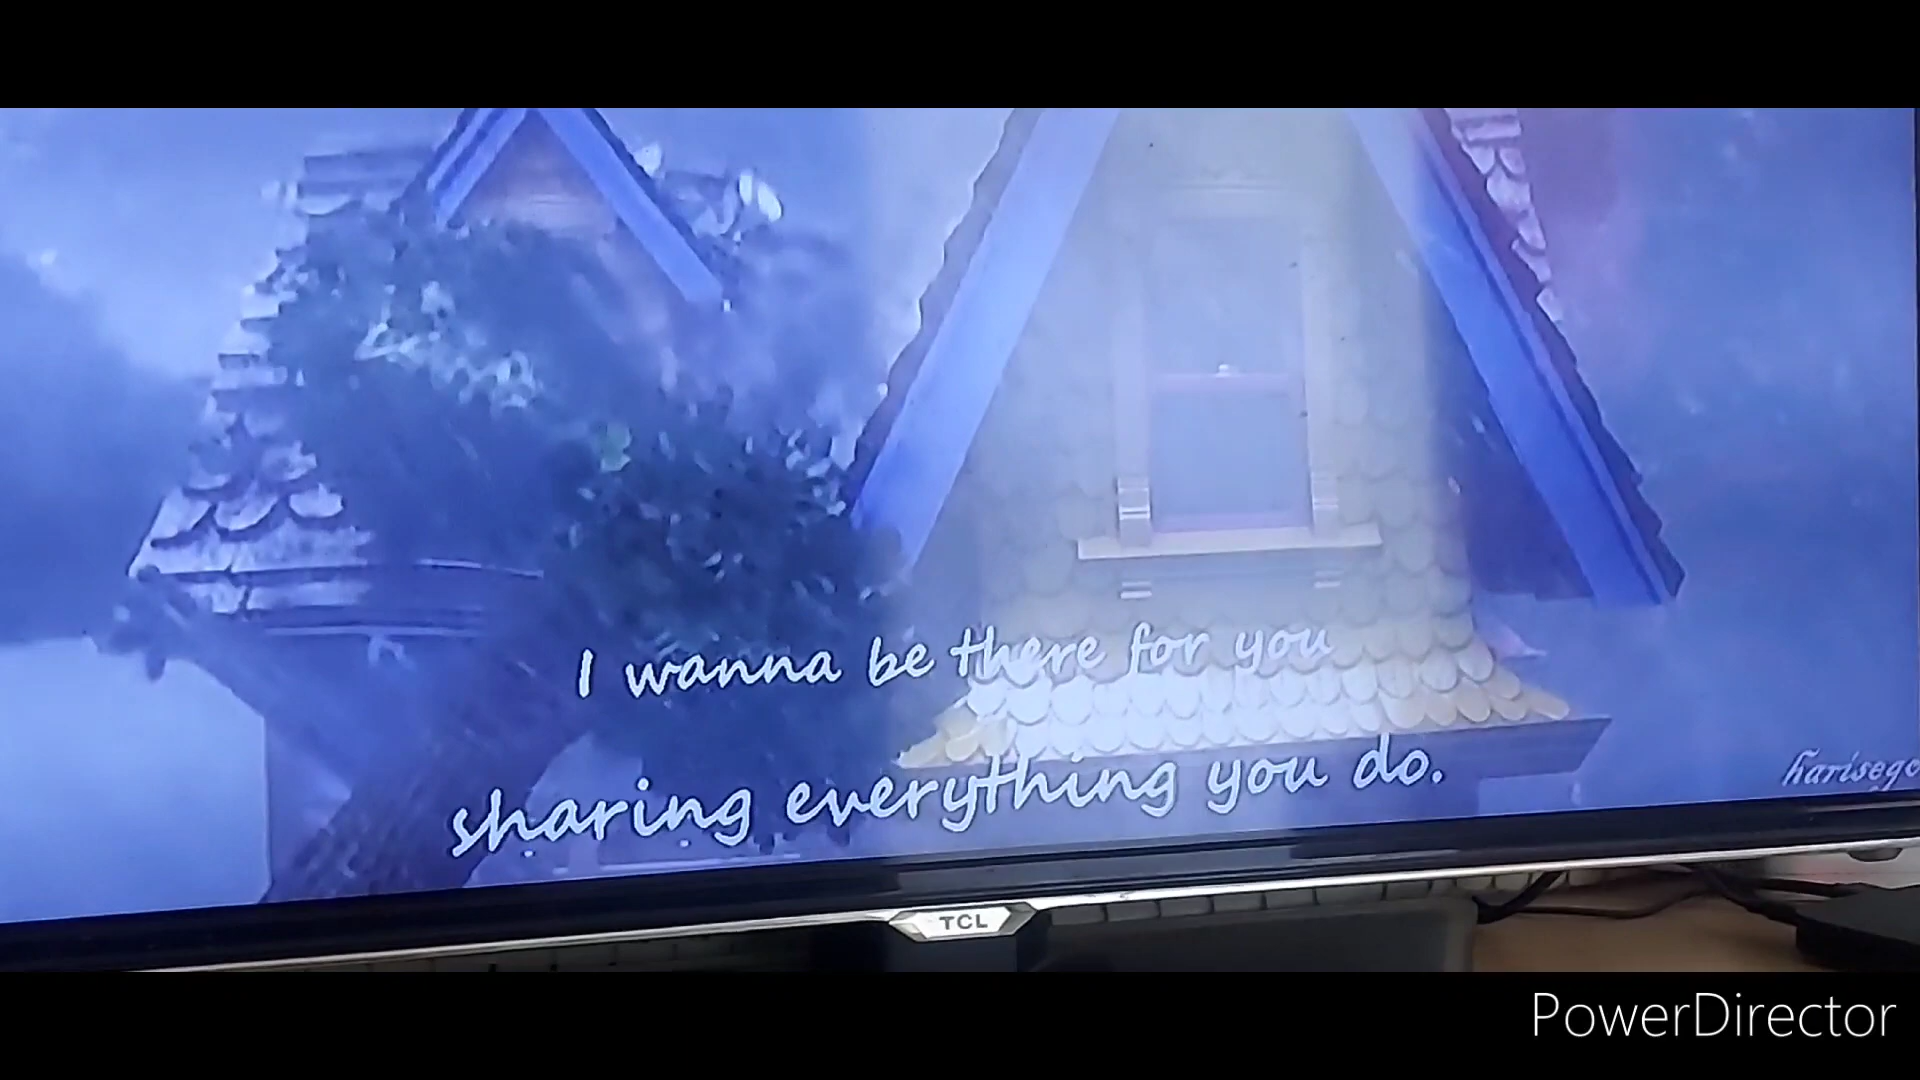 I wanna be there for you
sharing everything you do.
TCL
PowerDirector